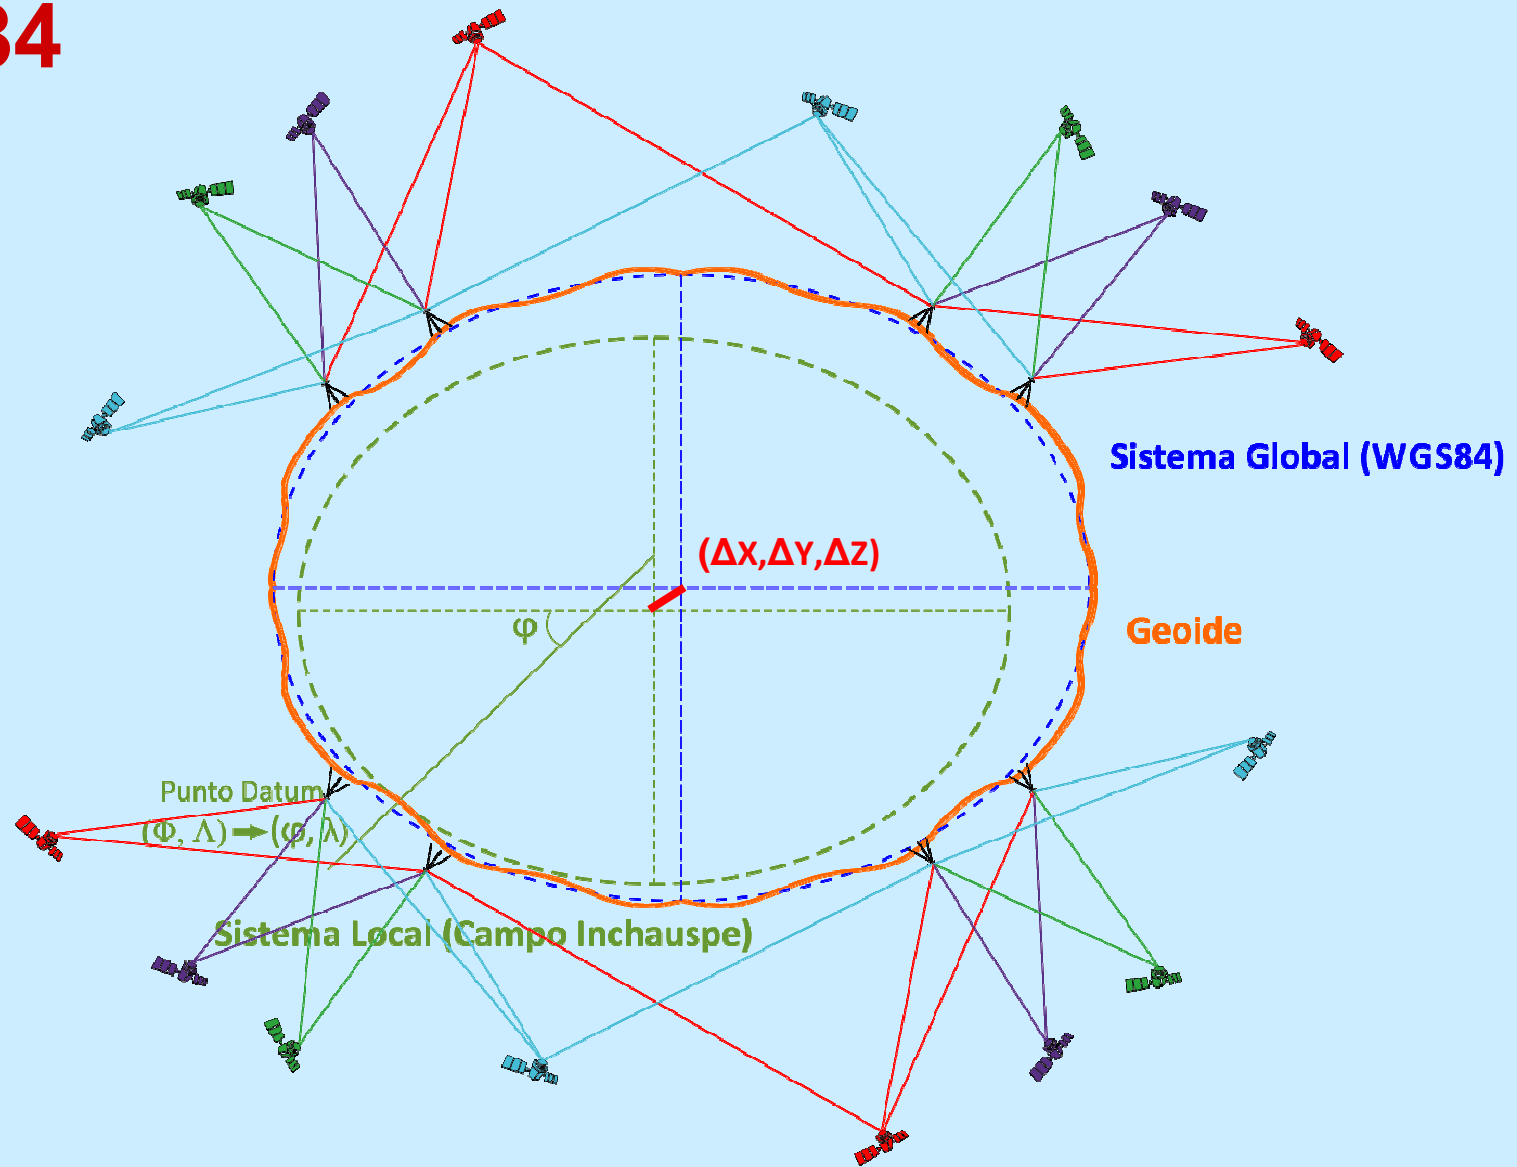 84
Sistema Global (WGS84)
(ΔX,ΔY,ΔZ)
φ
Geoide
Punto Datum
(Φ, Λ)➡(φ, λ)
Sistema Local (Campo Inchauspe)